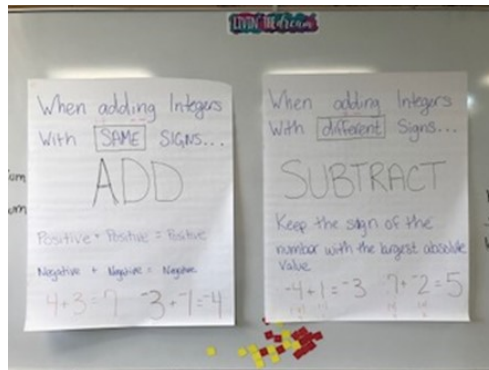 LIVIN' THE dream
When adding Integers
With SAME SIGNS...
ADD
Positive + Positive = Positive
Negative + Negative = Negative
4 + 3 = 7 -3 + -1 = -4
When adding Integers
With different Signs...
SUBTRACT
Keep the sign of the
number with the largest absolute
value
-4 + 1 = -3 7 + -2 = 5